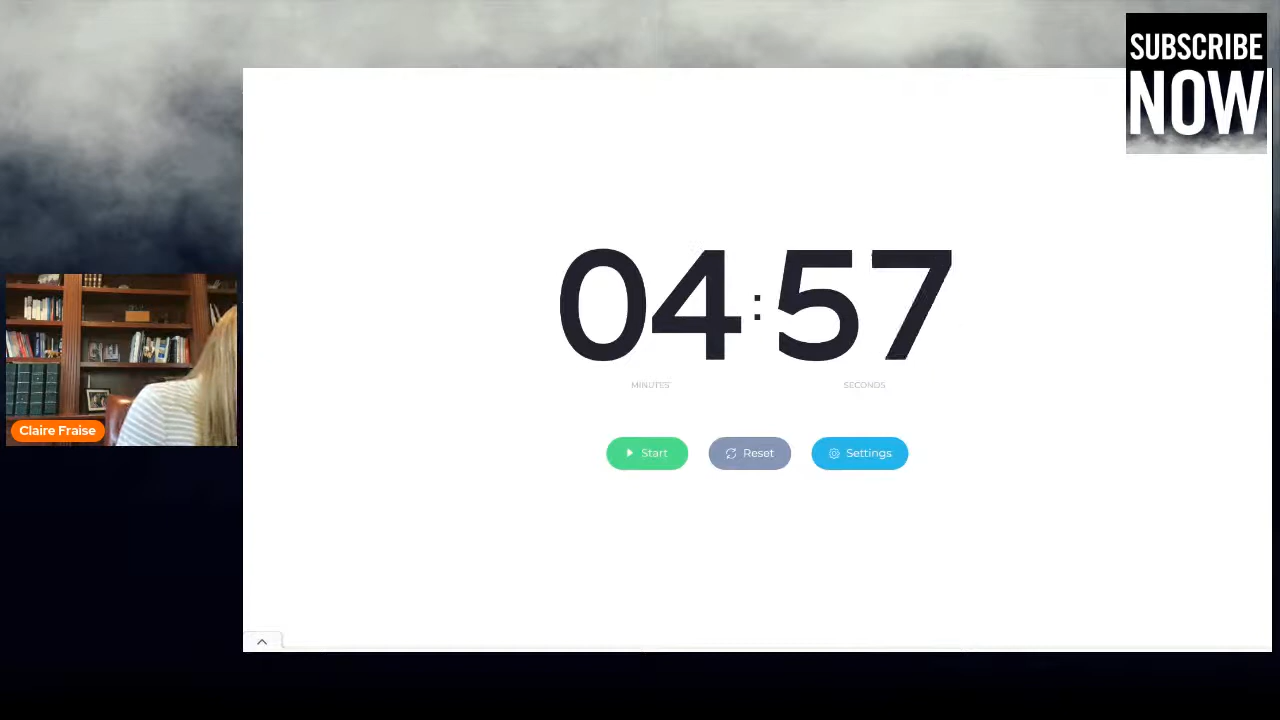 SUBSCRIBE
NOW
04:57
MINUTES
SECONDS
Start
Reset
Settings
Claire Fraise